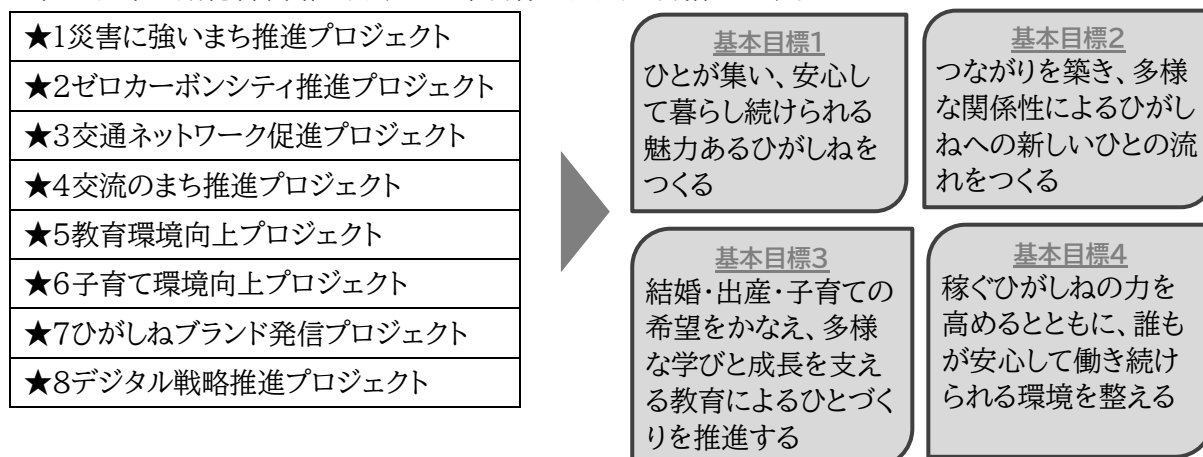 ★1災害に強いまち推進プロジェクト
★2ゼロカーボンシティ推進プロジェクト
★3交通ネットワーク促進プロジェクト
★4交流のまち推進プロジェクト
★5教育環境向上プロジェクト
★6子育て環境向上プロジェクト
★7ひがしねブランド発信プロジェクト
★8デジタル戦略推進プロジェクト
基本目標1
ひとが集い、安心し
て暮らし続けられる
魅力あるひがしねを
つくる
基本目標2
つながりを築き、多様
な関係性によるひがし
ねへの新しいひとの流
れをつくる
基本目標3
結婚・出産・子育ての
希望をかなえ、多様
な学びと成長を支え
る教育によるひとづく
りを推進する
基本目標4
稼ぐひがしねの力を
高めるとともに、誰も
が安心して働き続け
られる環境を整える